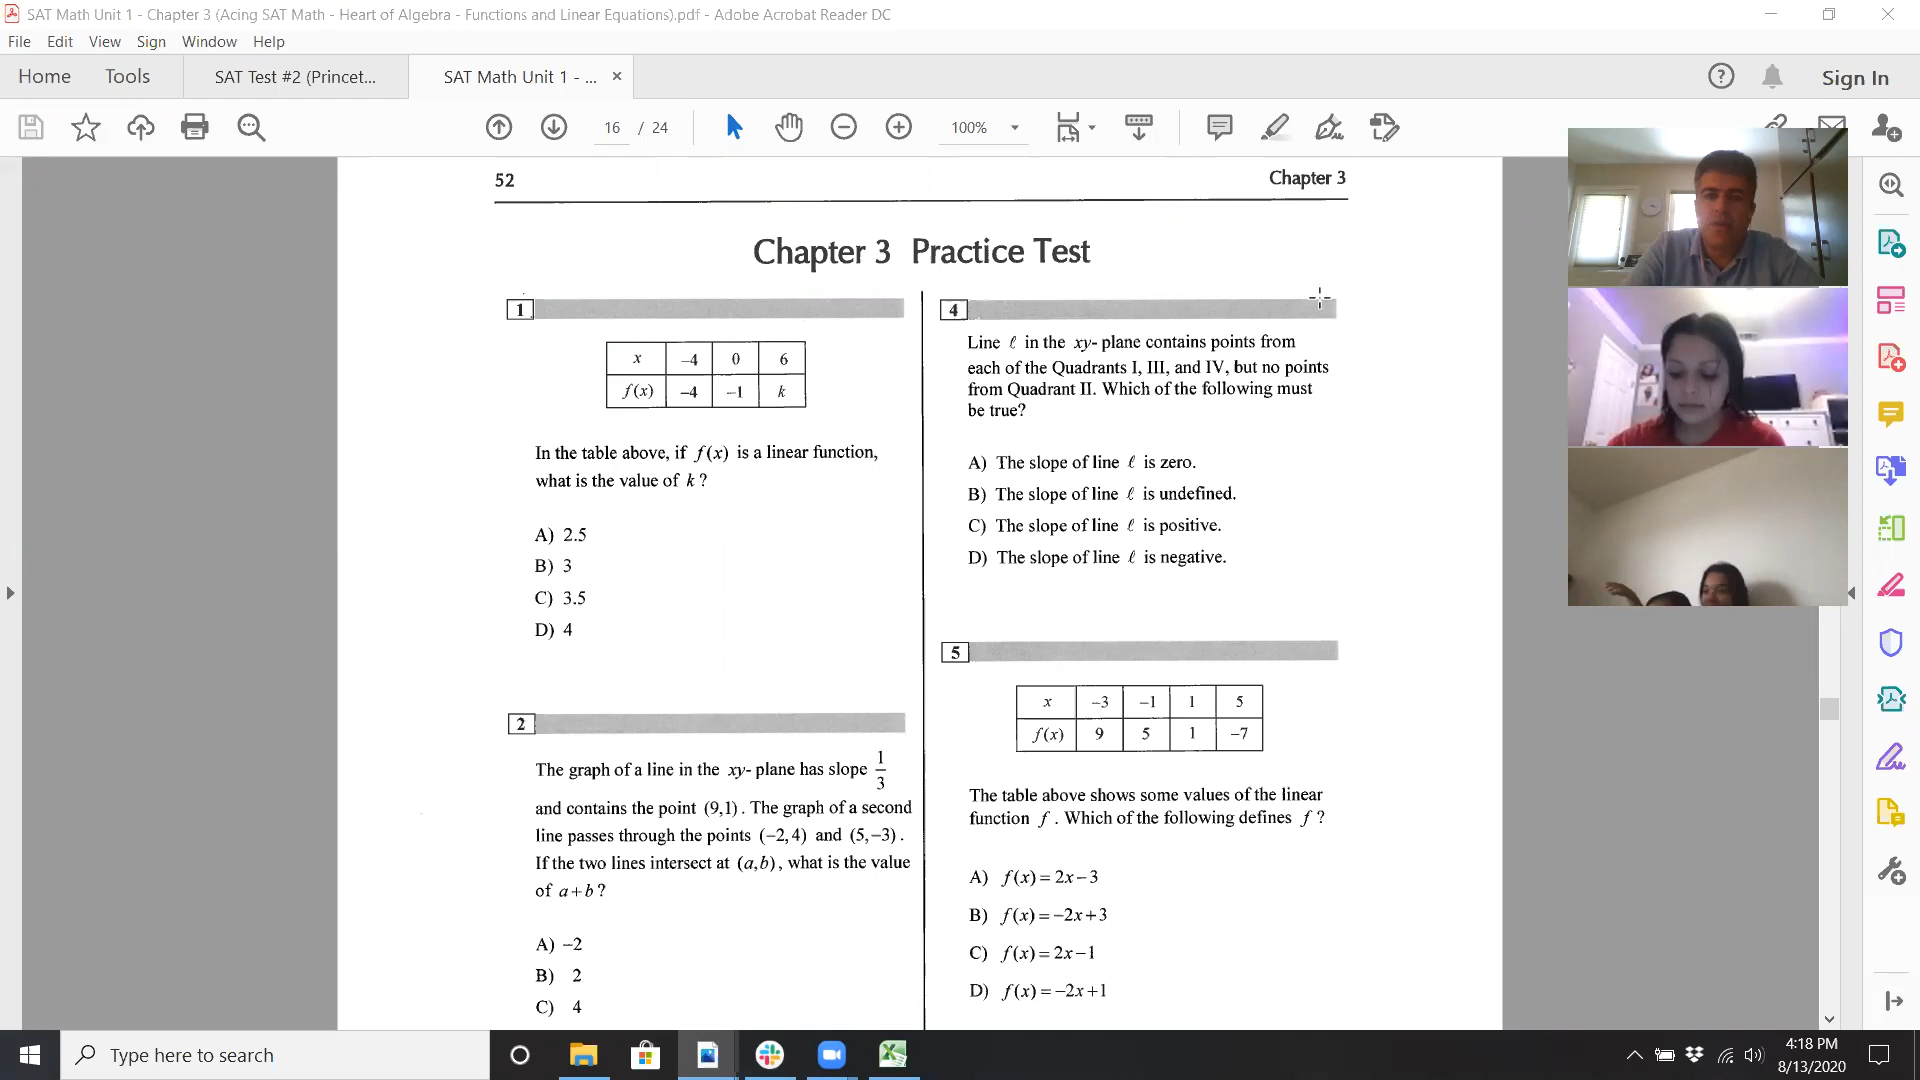 SAT Math Unit 1 - Chapter 3 (Acing SAT Math - Heart of Algebra - Functions and Linear Equations).pdf - Adobe Acrobat Reader DC
File Edit View Sign Window Help
Home Tools SAT Test #2 (Princet... SAT Math Unit 1 - ... × Sign In
16 / 24 100%
52 Chapter 3
Chapter 3 Practice Test
1
x −4 0 6
f(x) −4 −1 k
In the table above, if f(x) is a linear function,
what is the value of k ?
A) 2.5
B) 3
C) 3.5
D) 4
2
The graph of a line in the xy- plane has slope 1/3
and contains the point (9,1). The graph of a second
line passes through the points (−2,4) and (5,−3).
If the two lines intersect at (a,b), what is the value
of a+b?
A) −2
B) 2
C) 4
4
Line ℓ in the xy- plane contains points from
each of the Quadrants I, III, and IV, but no points
from Quadrant II. Which of the following must
be true?
A) The slope of line ℓ is zero.
B) The slope of line ℓ is undefined.
C) The slope of line ℓ is positive.
D) The slope of line ℓ is negative.
5
x −3 −1 1 5
f(x) 9 5 1 −7
The table above shows some values of the linear
function f . Which of the following defines f ?
A) f(x)=2x−3
B) f(x)=−2x+3
C) f(x)=2x−1
D) f(x)=−2x+1
Type here to search
4:18 PM
8/13/2020